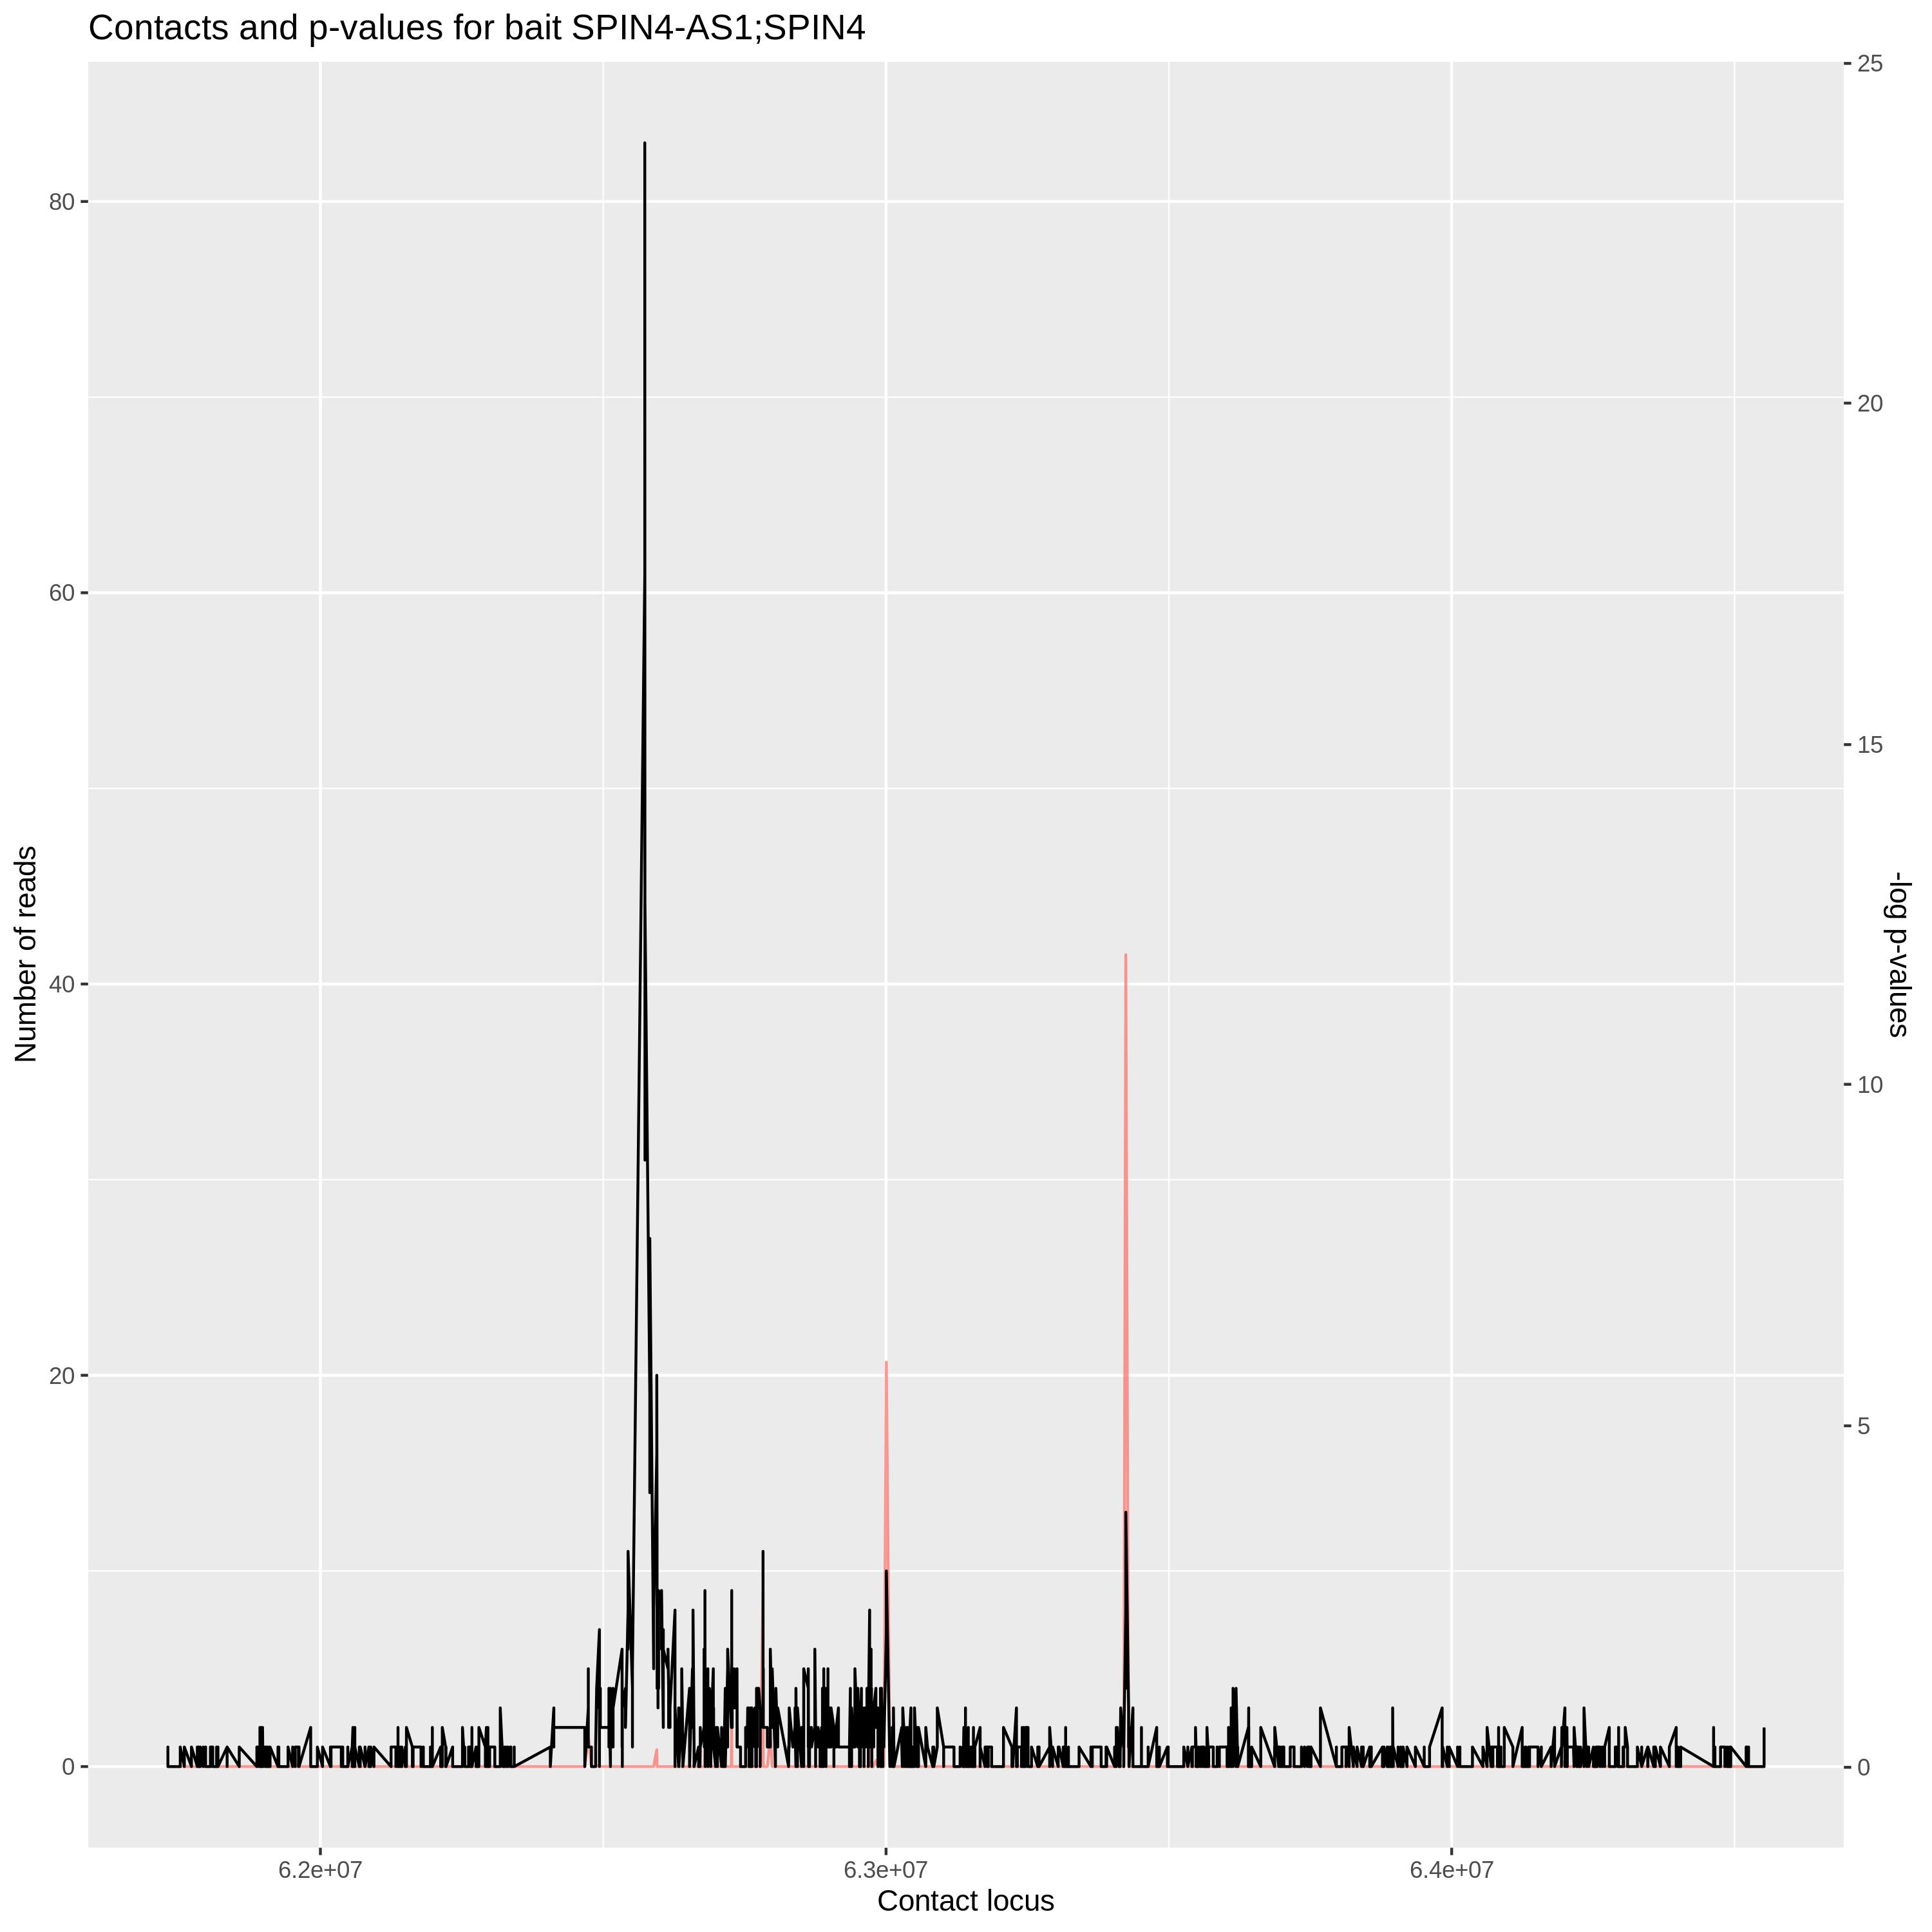 Contacts and p-values for bait SPIN4-AS1;SPIN4
25
80
20
60
15
Number of reads
-log p-values
40
10
20
5
0
0
6.2e+07
6.3e+07
6.4e+07
Contact locus